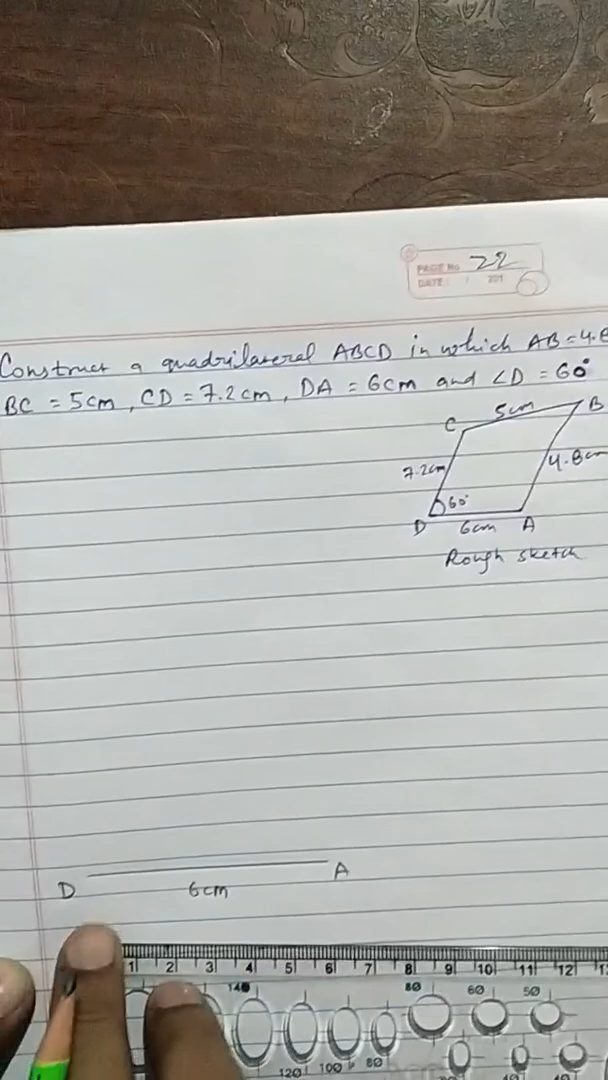 PAGE No 22
DATE: / 201
Construct a quadrilateral ABCD in which AB = 4.8
BC = 5cm, CD = 7.2cm, DA = 6cm and ∠D = 60°
C 5cm B
7.2cm 4.8cm
60°
D 6cm A
Rough sketch
D 6cm A
1 2 3 4 5 6 7 8 9 10 11 12 13
140 80 60 50
120 100 80